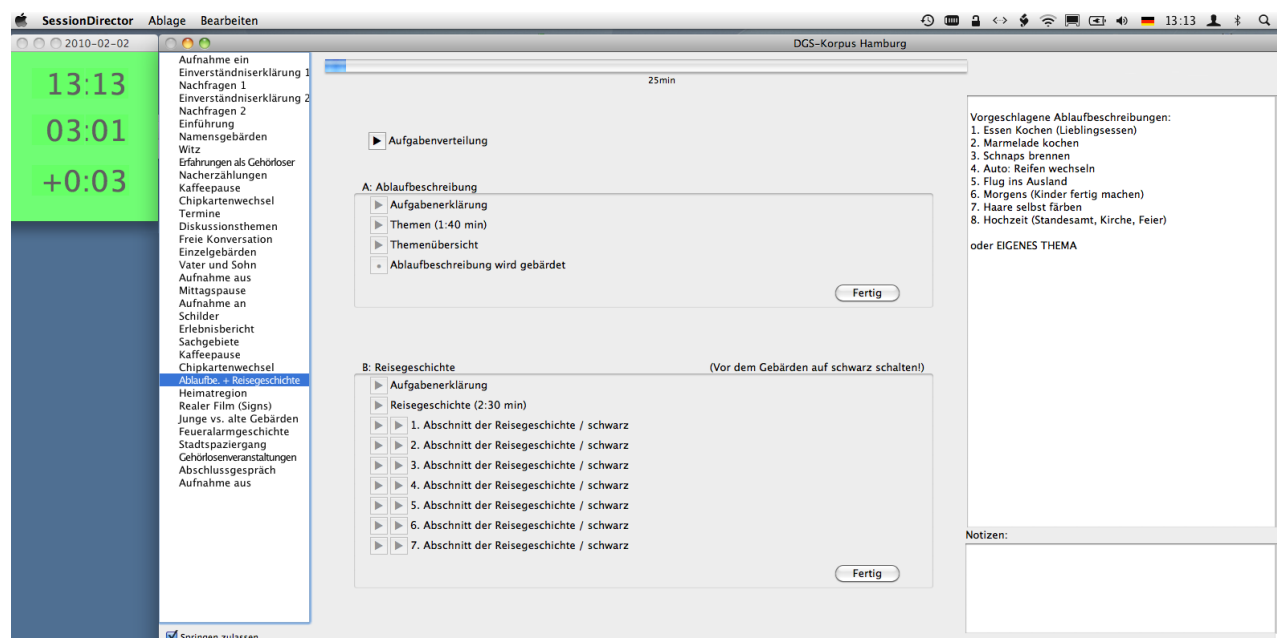 SessionDirector Ablage Bearbeiten 13:13
2010-02-02
13:13
03:01
+0:03
DGS-Korpus Hamburg
Aufnahme ein
Einverständniserklärung 1
Nachfragen 1
Einverständniserklärung 2
Nachfragen 2
Einführung
Namensgebärden
Witz
Erfahrungen als Gehörloser
Nacherzählungen
Kaffeepause
Chipkartenwechsel
Termine
Diskussionsthemen
Freie Konversation
Einzelgebärden
Vater und Sohn
Aufnahme aus
Mittagspause
Aufnahme an
Schilder
Erlebnisbericht
Sachgebiete
Kaffeepause
Chipkartenwechsel
Ablaufbe. + Reisegeschichte
Heimatregion
Realer Film (Signs)
Junge vs. alte Gebärden
Feueralarmgeschichte
Stadtspaziergang
Gehörlosenveranstaltungen
Abschlussgespräch
Aufnahme aus
Springen zulassen
25min
Aufgabenverteilung
A: Ablaufbeschreibung
Aufgabenerklärung
Themen (1:40 min)
Themenübersicht
Ablaufbeschreibung wird gebärdet
Fertig
B: Reisegeschichte (Vor dem Gebärden auf schwarz schalten!)
Aufgabenerklärung
Reisegeschichte (2:30 min)
1. Abschnitt der Reisegeschichte / schwarz
2. Abschnitt der Reisegeschichte / schwarz
3. Abschnitt der Reisegeschichte / schwarz
4. Abschnitt der Reisegeschichte / schwarz
5. Abschnitt der Reisegeschichte / schwarz
6. Abschnitt der Reisegeschichte / schwarz
7. Abschnitt der Reisegeschichte / schwarz
Fertig
Vorgeschlagene Ablaufbeschreibungen:
1. Essen Kochen (Lieblingsessen)
2. Marmelade kochen
3. Schnaps brennen
4. Auto: Reifen wechseln
5. Flug ins Ausland
6. Morgens (Kinder fertig machen)
7. Haare selbst färben
8. Hochzeit (Standesamt, Kirche, Feier)
oder EIGENES THEMA
Notizen: